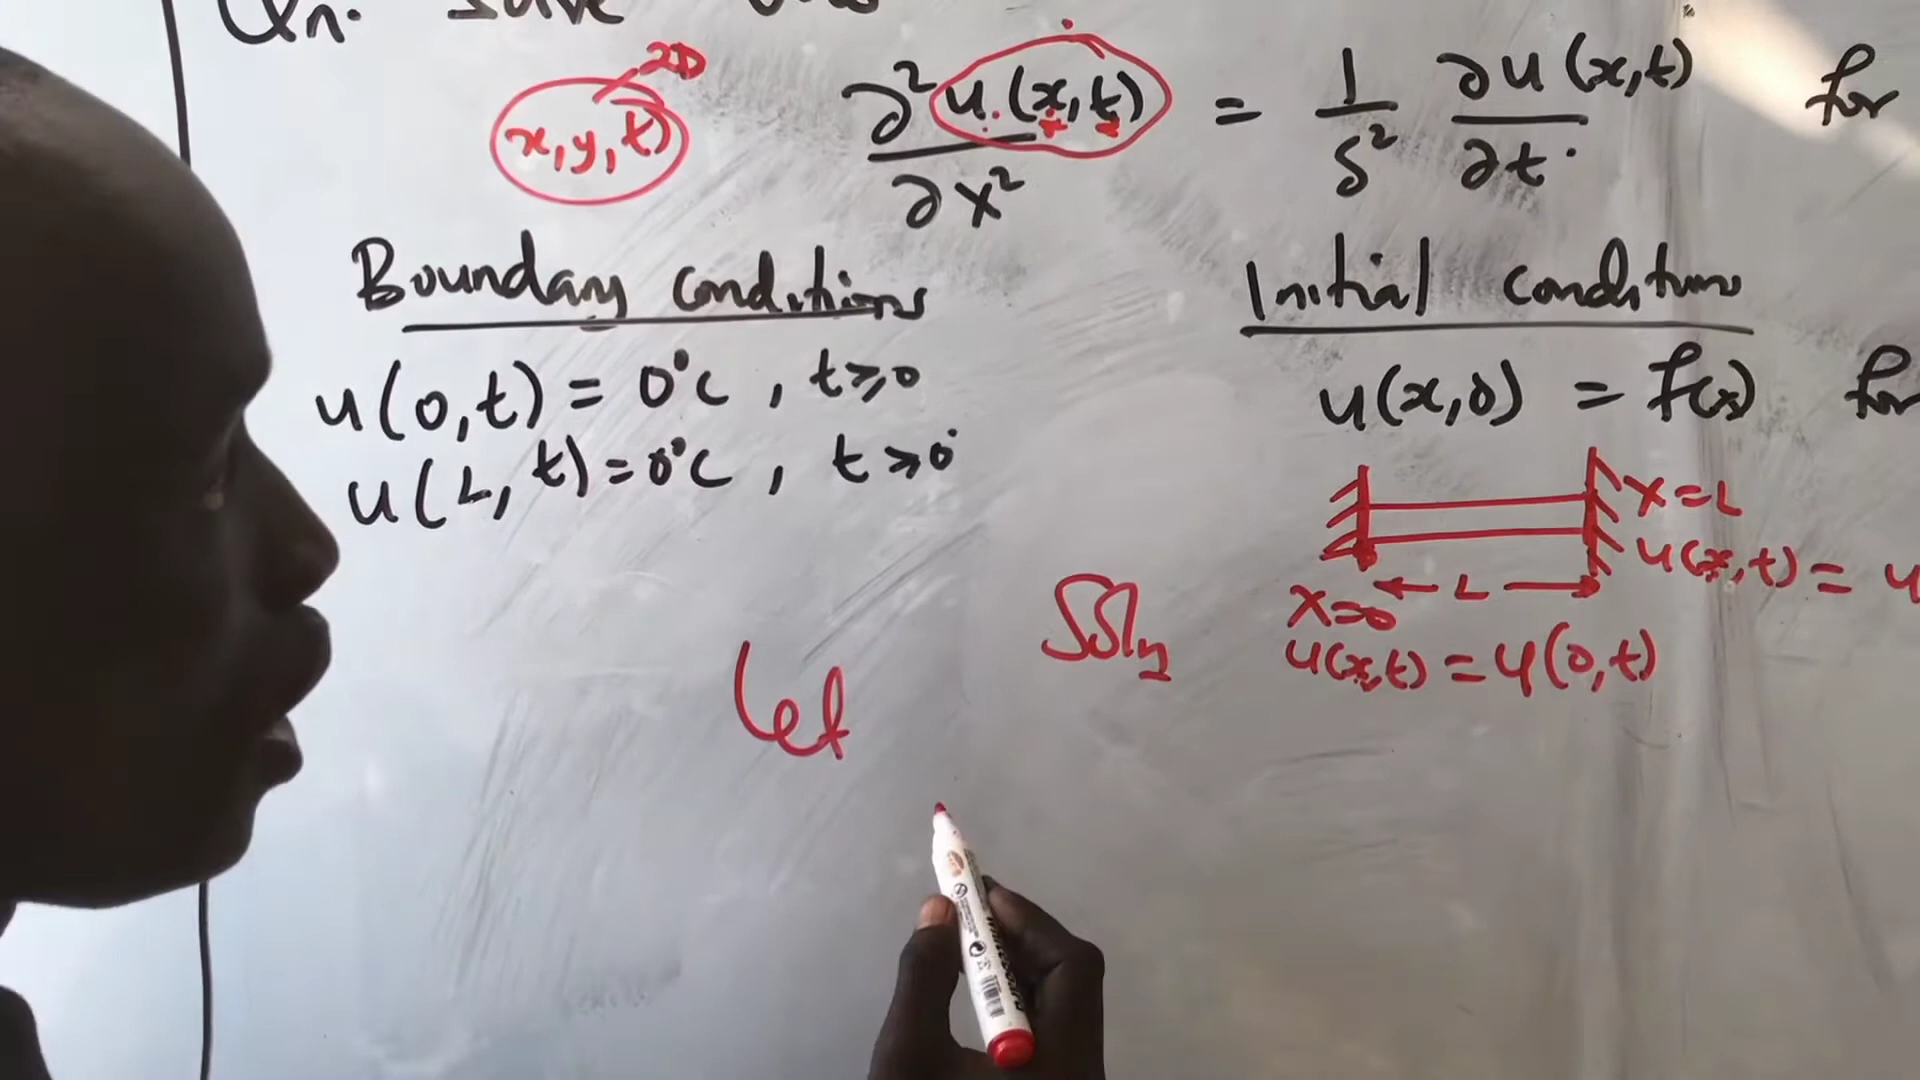 Qn. Solve
x, y, t) 2D
∂²u(x,t)/∂x² = 1/δ² ∂u(x,t)/∂t for
Boundary conditions
Initial conditions
u(0,t) = 0°C , t≥0
u(L,t) = 0°C , t≥0
u(x,0) = f(x) for
x=L
u(x,t) = u
L
x=0
u(x,t) = u(0,t)
Soln
Let